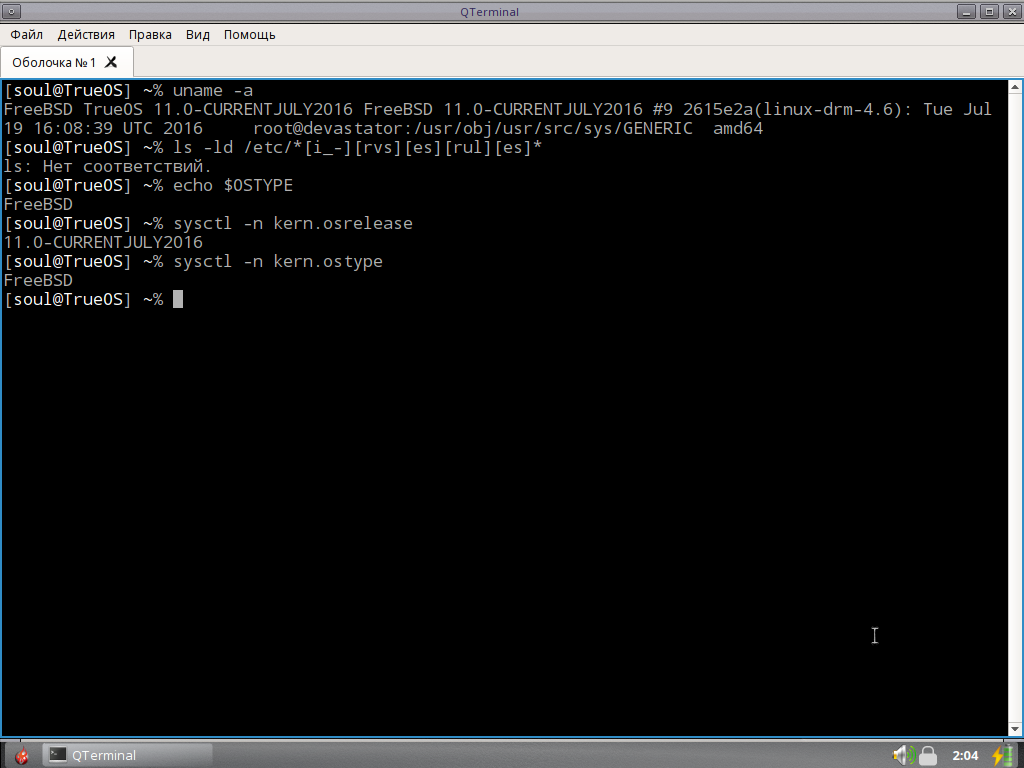 QTerminal
Файл Действия Правка Вид Помощь
Оболочка № 1
[soul@TrueOS] ~% uname -a
FreeBSD TrueOS 11.0-CURRENTJULY2016 FreeBSD 11.0-CURRENTJULY2016 #9 2615e2a(linux-drm-4.6): Tue Jul
19 16:08:39 UTC 2016     root@devastator:/usr/obj/usr/src/sys/GENERIC  amd64
[soul@TrueOS] ~% ls -ld /etc/*[i_-][rvs][es][rul][es]*
ls: Нет соответствий.
[soul@TrueOS] ~% echo $OSTYPE
FreeBSD
[soul@TrueOS] ~% sysctl -n kern.osrelease
11.0-CURRENTJULY2016
[soul@TrueOS] ~% sysctl -n kern.ostype
FreeBSD
[soul@TrueOS] ~%
QTerminal 2:04